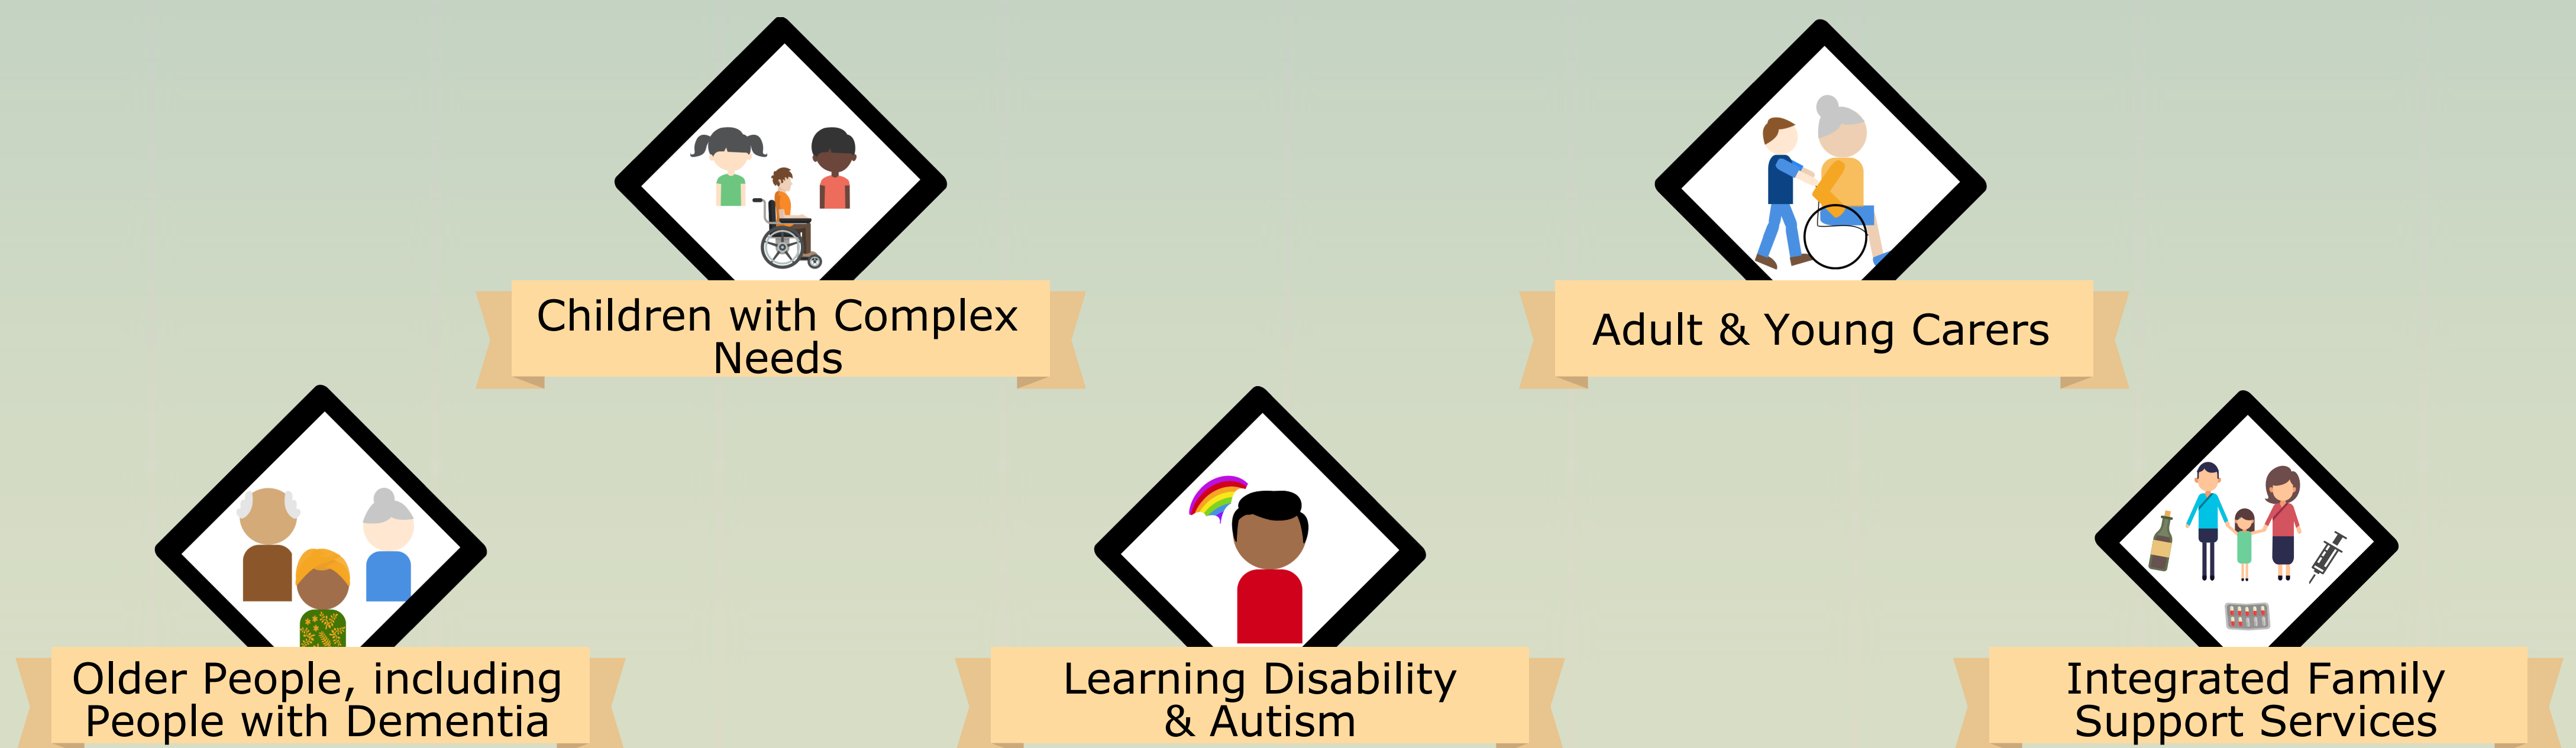 Children with Complex
Needs
Adult & Young Carers
Older People, including
People with Dementia
Learning Disability
& Autism
Integrated Family
Support Services